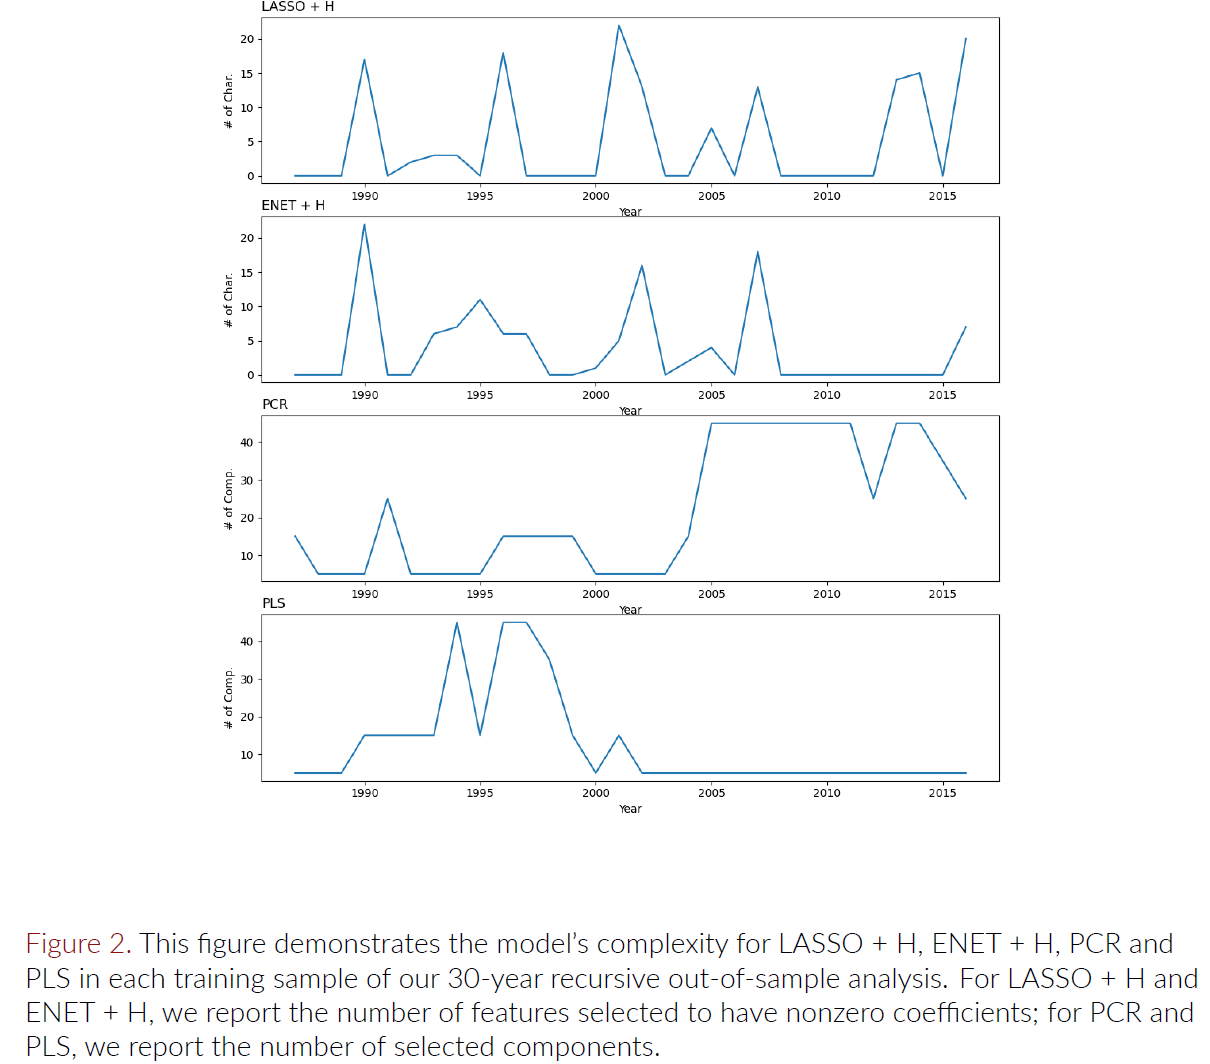 LASSO + H
# of Char.
20
15
10
5
0
1990 1995 2000 2005 2010 2015
Year
ENET + H
# of Char.
20
15
10
5
0
1990 1995 2000 2005 2010 2015
Year
PCR
# of Comp.
40
30
20
10
1990 1995 2000 2005 2010 2015
Year
PLS
# of Comp.
40
30
20
10
1990 1995 2000 2005 2010 2015
Year
Figure 2. This figure demonstrates the model’s complexity for LASSO + H, ENET + H, PCR and
PLS in each training sample of our 30-year recursive out-of-sample analysis. For LASSO + H and
ENET + H, we report the number of features selected to have nonzero coefficients; for PCR and
PLS, we report the number of selected components.